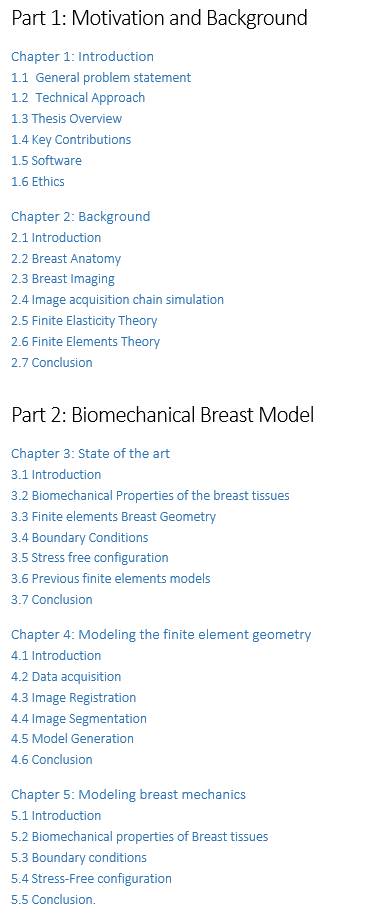 Part 1: Motivation and Background
Chapter 1: Introduction
1.1 General problem statement
1.2 Technical Approach
1.3 Thesis Overview
1.4 Key Contributions
1.5 Software
1.6 Ethics
Chapter 2: Background
2.1 Introduction
2.2 Breast Anatomy
2.3 Breast Imaging
2.4 Image acquisition chain simulation
2.5 Finite Elasticity Theory
2.6 Finite Elements Theory
2.7 Conclusion
Part 2: Biomechanical Breast Model
Chapter 3: State of the art
3.1 Introduction
3.2 Biomechanical Properties of the breast tissues
3.3 Finite elements Breast Geometry
3.4 Boundary Conditions
3.5 Stress free configuration
3.6 Previous finite elements models
3.7 Conclusion
Chapter 4: Modeling the finite element geometry
4.1 Introduction
4.2 Data acquisition
4.3 Image Registration
4.4 Image Segmentation
4.5 Model Generation
4.6 Conclusion
Chapter 5: Modeling breast mechanics
5.1 Introduction
5.2 Biomechanical properties of Breast tissues
5.3 Boundary conditions
5.4 Stress-Free configuration
5.5 Conclusion.